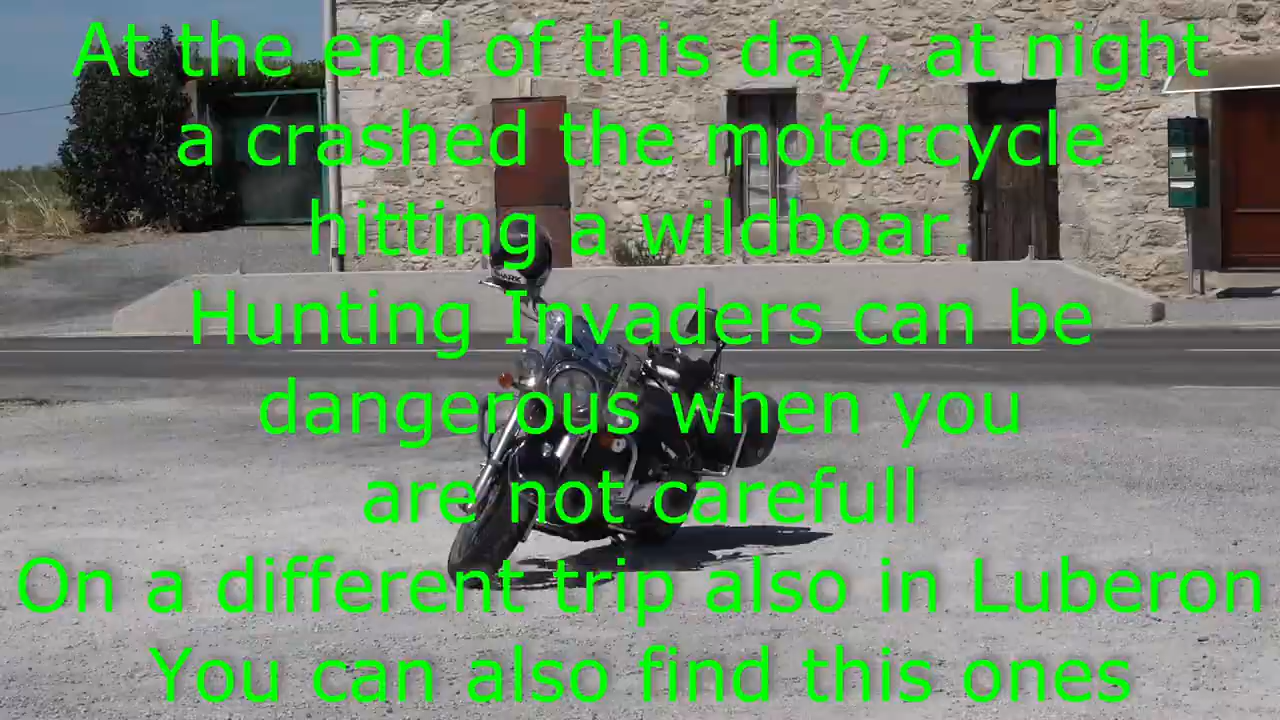 At the end of this day, at night
a crashed the motorcycle
hitting a wildboar.
Hunting Invaders can be
dangerous when you
are not carefull
On a different trip also in Luberon
You can also find this ones
SHARK